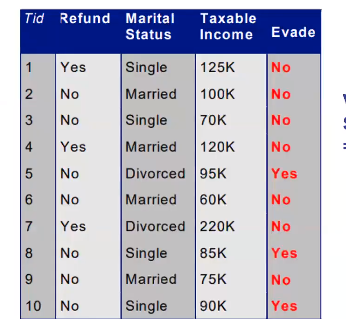 Tid Refund Marital Status Taxable Income Evade
1 Yes Single 125K No
2 No Married 100K No
3 No Single 70K No
4 Yes Married 120K No
5 No Divorced 95K Yes
6 No Married 60K No
7 Yes Divorced 220K No
8 No Single 85K Yes
9 No Married 75K No
10 No Single 90K Yes